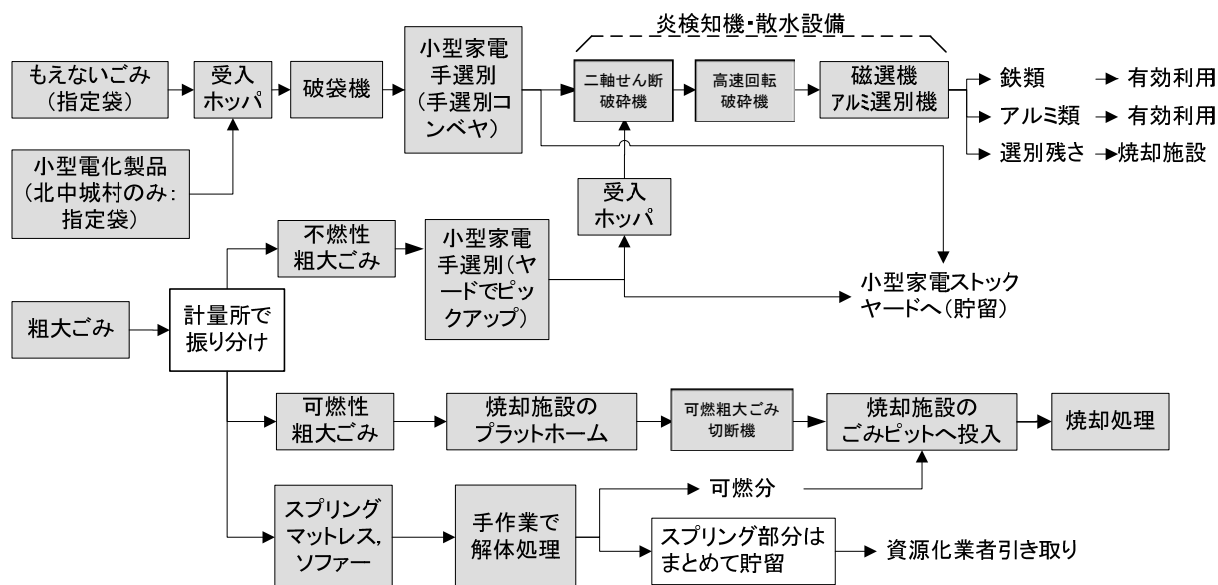 炎検知機・散水設備
もえないごみ
(指定袋)
受入
ホッパ
破袋機
小型家電
手選別
(手選別コ
ンベヤ)
二軸せん断
破砕機
高速回転
破砕機
磁選機
アルミ選別機
鉄類
有効利用
アルミ類
有効利用
選別残さ
焼却施設
小型電化製品
(北中城村のみ:
指定袋)
受入
ホッパ
不燃性
粗大ごみ
小型家電
手選別(ヤ
ードでピッ
クアップ)
小型家電ストック
ヤードへ(貯留)
粗大ごみ
計量所で
振り分け
可燃性
粗大ごみ
焼却施設の
プラットホーム
可燃粗大ごみ
切断機
焼却施設の
ごみピットへ投入
焼却処理
スプリング
マットレス,
ソファー
手作業で
解体処理
可燃分
スプリング部分は
まとめて貯留
資源化業者引き取り